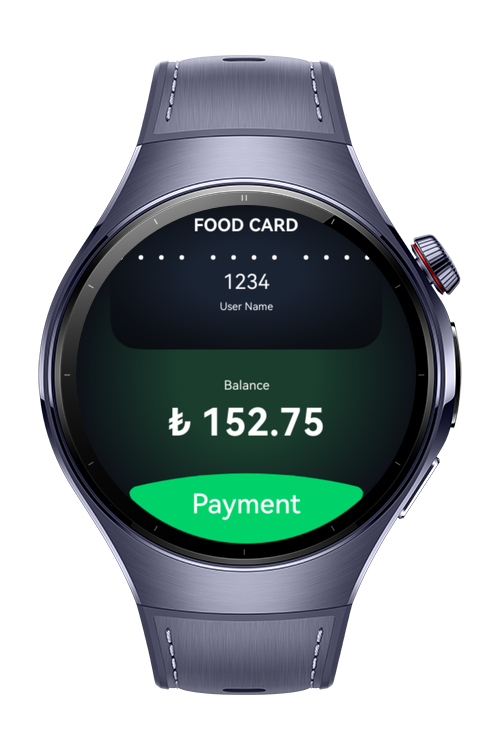 FOOD CARD
• • • • • • • • • • • •
1234
User Name
Balance
₺ 152.75
Payment